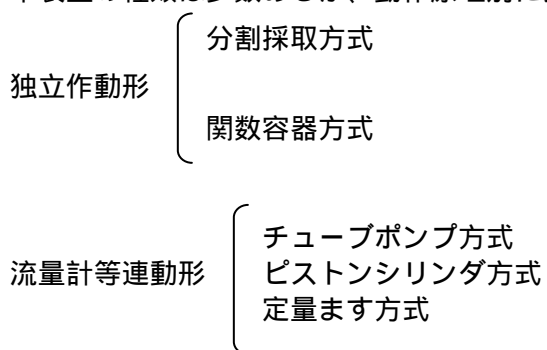 分割採取方式
独立作動形
関数容器方式
チューブポンプ方式
流量計等連動形 ピストンシリンダ方式
定量ます方式